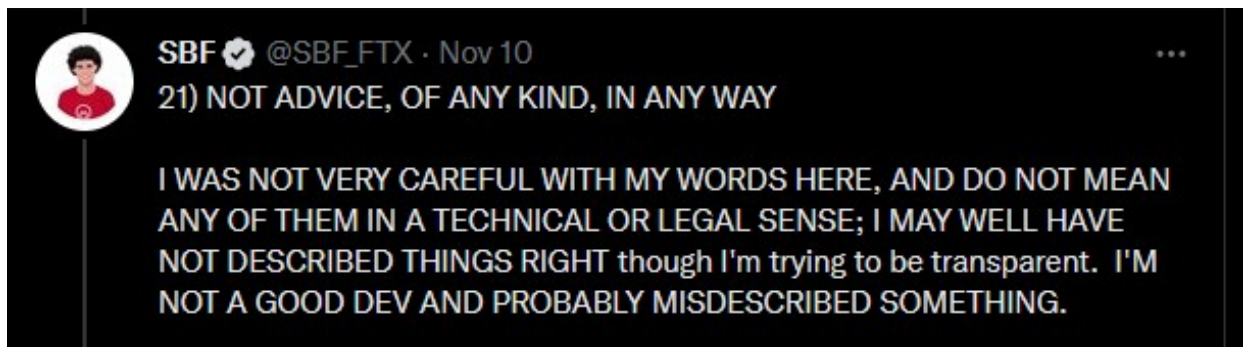 SBF @SBF_FTX · Nov 10
21) NOT ADVICE, OF ANY KIND, IN ANY WAY
I WAS NOT VERY CAREFUL WITH MY WORDS HERE, AND DO NOT MEAN
ANY OF THEM IN A TECHNICAL OR LEGAL SENSE; I MAY WELL HAVE
NOT DESCRIBED THINGS RIGHT though I'm trying to be transparent.  I'M
NOT A GOOD DEV AND PROBABLY MISDESCRIBED SOMETHING.